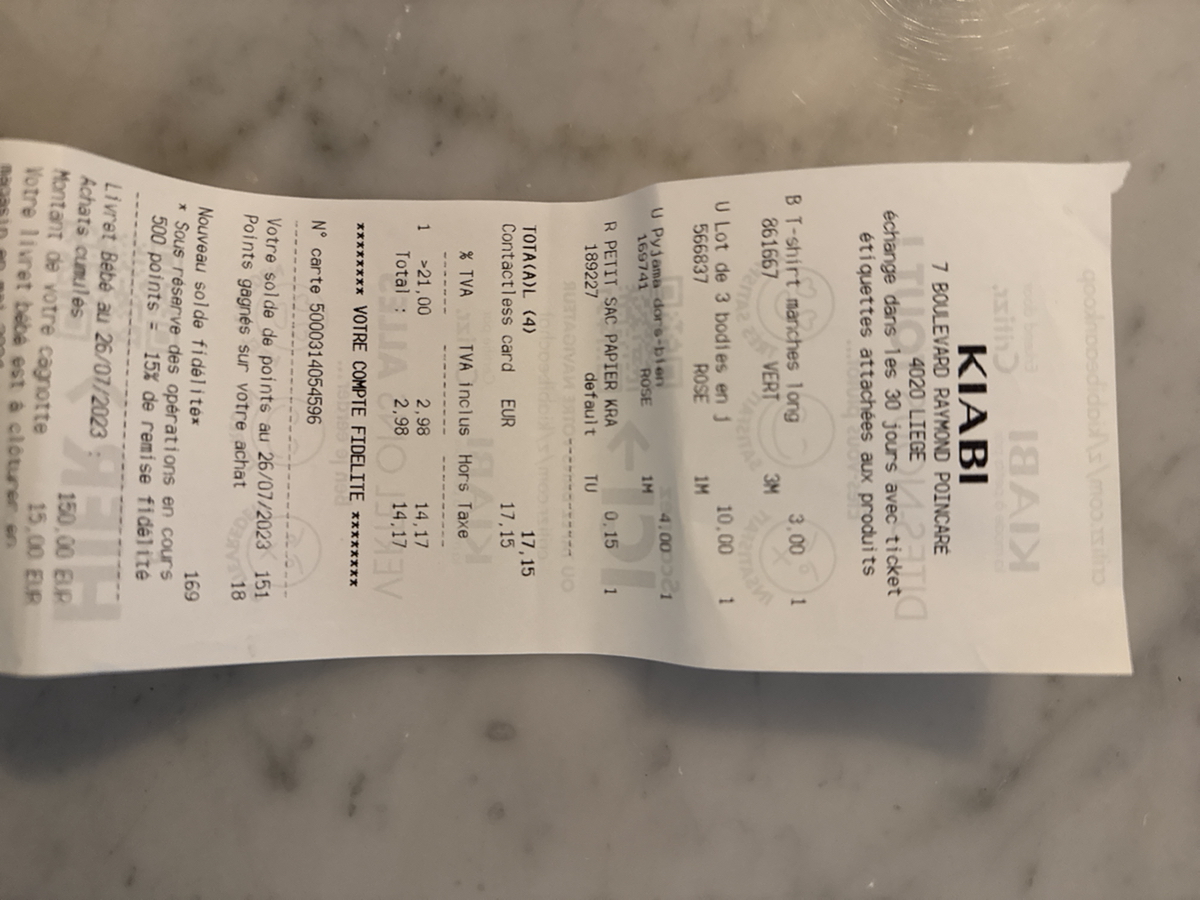 KIABI
7 BOULEVARD RAYMOND POINCARÉ
4020 LIEGE
échange dans les 30 jours avec ticket
étiquettes attachées aux produits
B T-shirt manches long 3,00 1
861667 VERT 3M
U Lot de 3 bodies en j 10,00 1
566837 ROSE 1M
U Pyjama dors-bien 4,00 1
169741 ROSE 1M
R PETIT SAC PAPIER KRA 0,15 1
189227 default TU
TOTA(A)L (4) 17,15
Contactless card EUR 17,15
% TVA TVA inclus Hors Taxe
------ --------- ----------
1 >21,00 2,98 14,17
Total : 2,98 14,17
******** VOTRE COMPTE FIDELITE ********
N° carte 5000314054596
Votre solde de points au 26/07/2023 151
Points gagnés sur votre achat 18
Nouveau solde fidélité* 169
* Sous réserve des opérations en cours
500 points = 15% de remise fidélité
Livret Bébé au 26/07/2023 :
Achats cumulés 150,00 EUR
Montant de votre cagnotte 15,00 EUR
Votre livret bébé est à clôturer en
magasin en